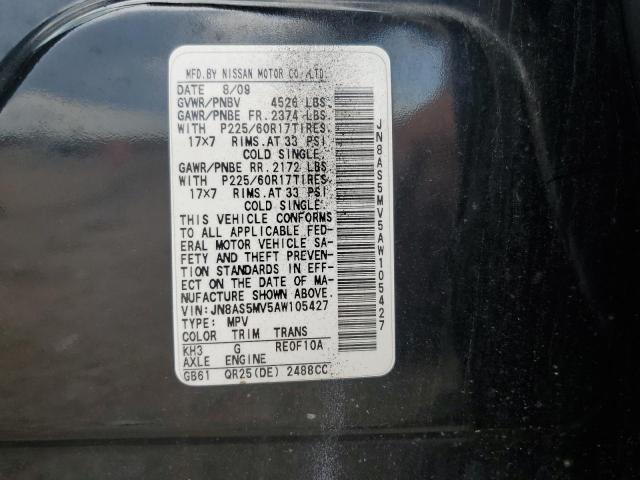 MFD.BY NISSAN MOTOR CO.,LTD.
DATE 8/09
GVWR/PNBV 4526 LBS.
GAWR/PNBE FR. 2374 LBS.
WITH P225/60R17TIRES.
17×7 RIMS.AT 33 PSI
COLD SINGLE.
GAWR/PNBE RR. 2172 LBS.
WITH P225/60R17TIRES.
17×7 RIMS.AT 33 PSI
COLD SINGLE.
THIS VEHICLE CONFORMS
TO ALL APPLICABLE FED-
ERAL MOTOR VEHICLE SA-
FETY AND THEFT PREVEN-
TION STANDARDS IN EFF-
ECT ON THE DATE OF MA-
NUFACTURE SHOWN ABOVE.
VIN: JN8AS5MV5AW105427
TYPE: MPV
COLOR TRIM TRANS
KH3 G RE0F10A
AXLE ENGINE
GB61 QR25(DE) 2488CC
JN8AS5MV5AW105427